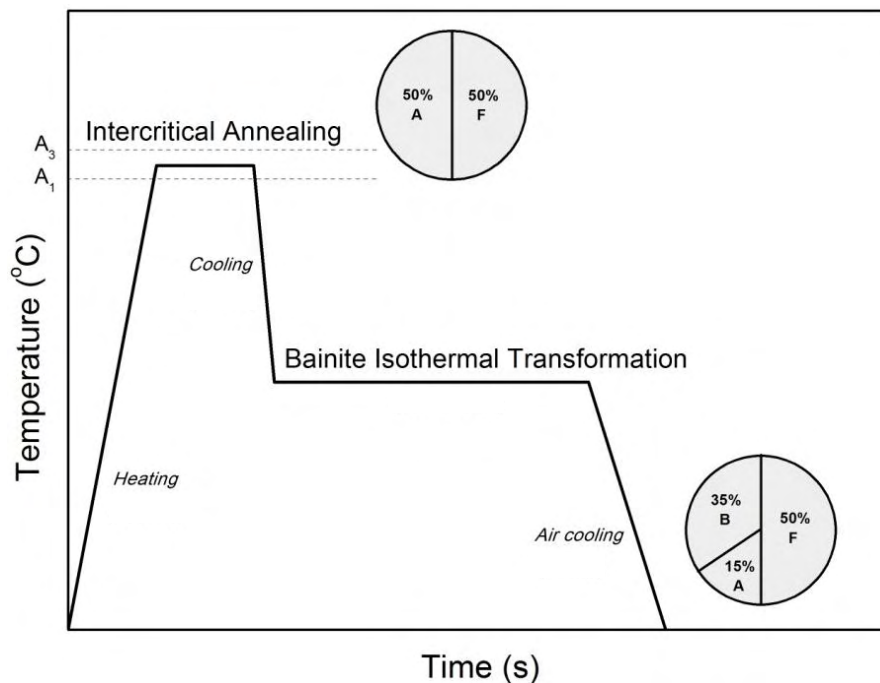 50%
A
50%
F
Intercritical Annealing
A₃
A₁
Cooling
Temperature (°C)
Bainite Isothermal Transformation
Heating
35%
B
50%
F
15%
A
Air cooling
Time (s)